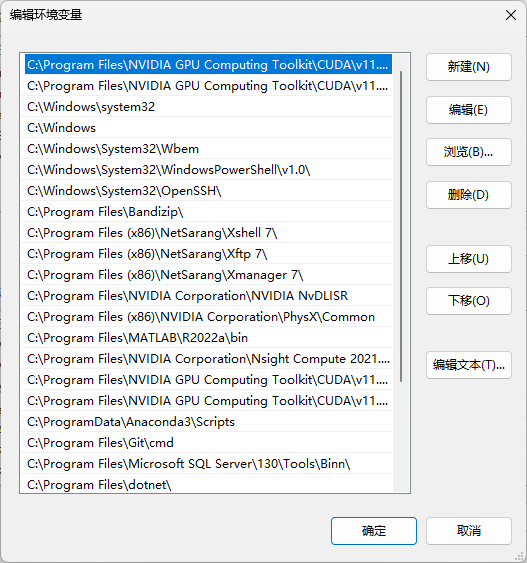 编辑环境变量
C:\Program Files\NVIDIA GPU Computing Toolkit\CUDA\v11....
C:\Program Files\NVIDIA GPU Computing Toolkit\CUDA\v11....
C:\Windows\system32
C:\Windows
C:\Windows\System32\Wbem
C:\Windows\System32\WindowsPowerShell\v1.0\
C:\Windows\System32\OpenSSH\
C:\Program Files\Bandizip\
C:\Program Files (x86)\NetSarang\Xshell 7\
C:\Program Files (x86)\NetSarang\Xftp 7\
C:\Program Files (x86)\NetSarang\Xmanager 7\
C:\Program Files\NVIDIA Corporation\NVIDIA NvDLISR
C:\Program Files (x86)\NVIDIA Corporation\PhysX\Common
C:\Program Files\MATLAB\R2022a\bin
C:\Program Files\NVIDIA Corporation\Nsight Compute 2021....
C:\Program Files\NVIDIA GPU Computing Toolkit\CUDA\v11....
C:\Program Files\NVIDIA GPU Computing Toolkit\CUDA\v11....
C:\ProgramData\Anaconda3\Scripts
C:\Program Files\Git\cmd
C:\Program Files\Microsoft SQL Server\130\Tools\Binn\
C:\Program Files\dotnet\
新建(N)
编辑(E)
浏览(B)...
删除(D)
上移(U)
下移(O)
编辑文本(T)...
确定
取消